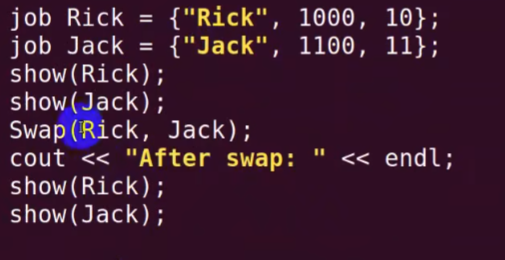 job Rick = {"Rick", 1000, 10};
job Jack = {"Jack", 1100, 11};
show(Rick);
show(Jack);
Swap(Rick, Jack);
cout << "After swap: " << endl;
show(Rick);
show(Jack);